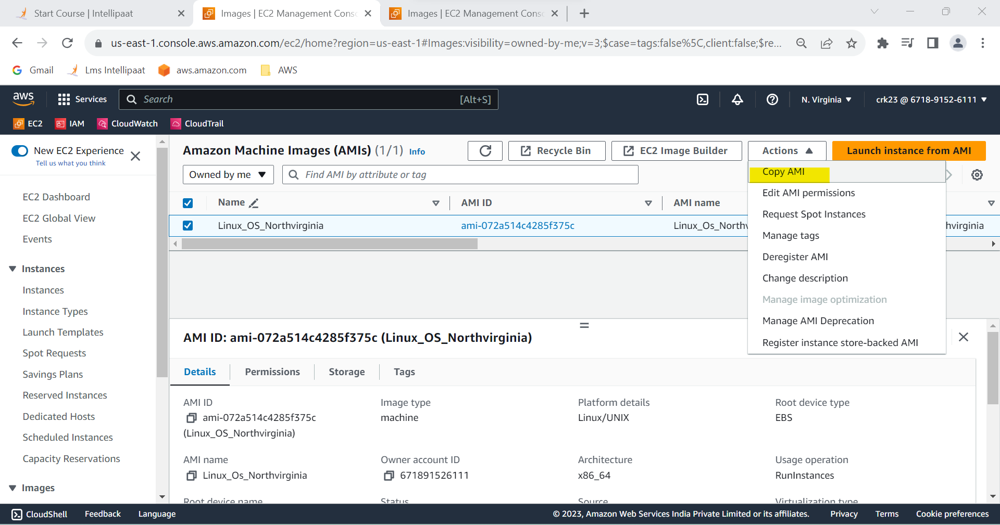 Start Course | Intellipaat
Images | EC2 Management Conso
Images | EC2 Management Conso
us-east-1.console.aws.amazon.com/ec2/home?region=us-east-1#Images:visibility=owned-by-me;v=3;$case=tags:false%5C,client:false;$re...
Gmail
Lms Intellipaat
aws.amazon.com
AWS
aws
Services
Search
[Alt+S]
N. Virginia
crk23 @ 6718-9152-6111
EC2
IAM
CloudWatch
CloudTrail
New EC2 Experience
Tell us what you think
EC2 Dashboard
EC2 Global View
Events
Instances
Instances
Instance Types
Launch Templates
Spot Requests
Savings Plans
Reserved Instances
Dedicated Hosts
Scheduled Instances
Capacity Reservations
Images
Amazon Machine Images (AMIs) (1/1) Info
Recycle Bin
EC2 Image Builder
Actions
Launch instance from AMI
Owned by me
Find AMI by attribute or tag
Name
AMI ID
AMI name
Linux_OS_Northvirginia
ami-072a514c4285f375c
Linux_Os_Northv
hvirginia
Copy AMI
Edit AMI permissions
Request Spot Instances
Manage tags
Deregister AMI
Change description
Manage image optimization
Manage AMI Deprecation
Register instance store-backed AMI
AMI ID: ami-072a514c4285f375c (Linux_OS_Northvirginia)
Details
Permissions
Storage
Tags
AMI ID
ami-072a514c4285f375c
(Linux_OS_Northvirginia)
Image type
machine
Platform details
Linux/UNIX
Root device type
EBS
AMI name
Linux_Os_Northvirginia
Owner account ID
671891526111
Architecture
x86_64
Usage operation
RunInstances
Root device name
Status
Source
Virtualization type
CloudShell
Feedback
Language
© 2023, Amazon Web Services India Private Limited or its affiliates.
Privacy
Terms
Cookie preferences